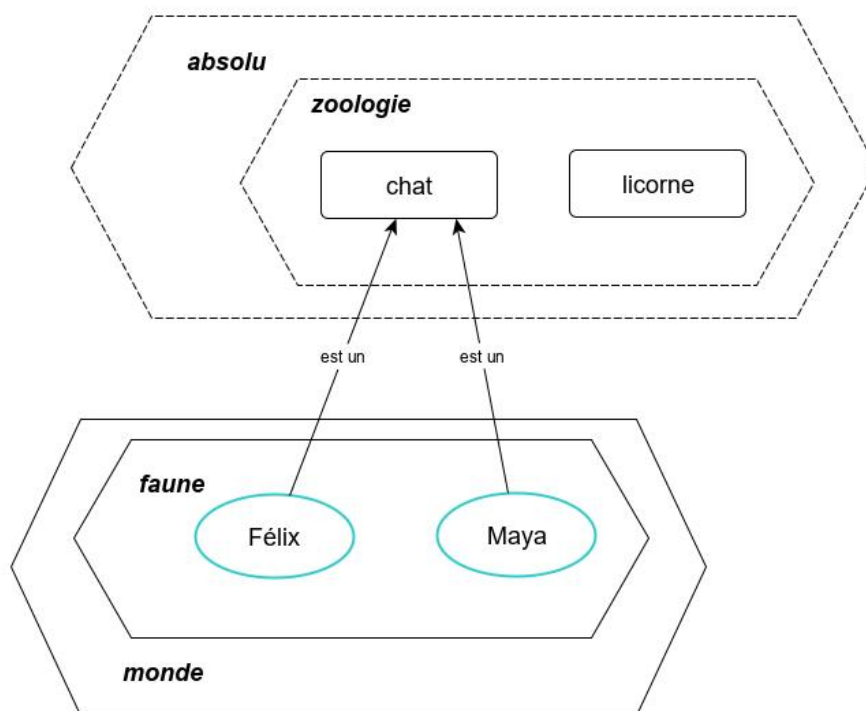 absolu
zoologie
chat
licorne
est un
est un
faune
Félix
Maya
monde